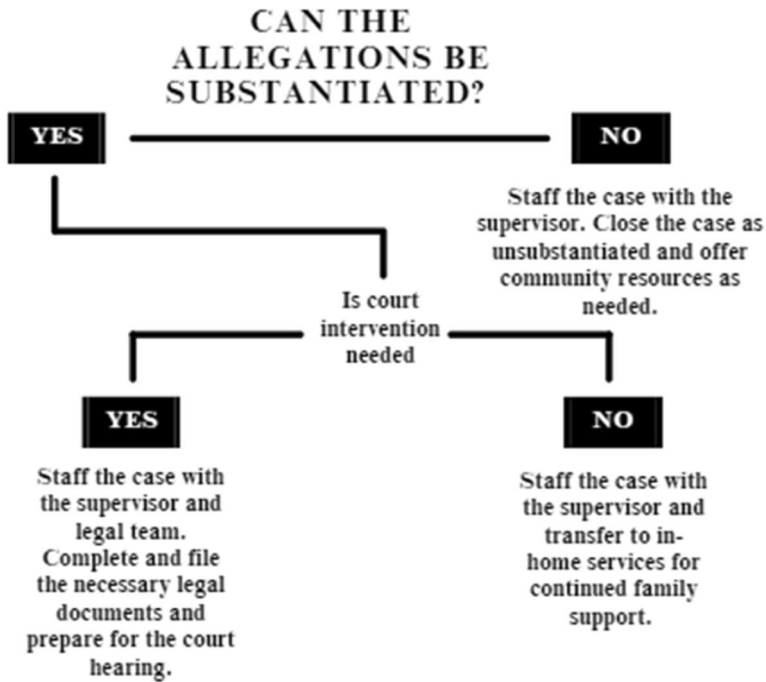 CAN THE
ALLEGATIONS BE
SUBSTANTIATED?
YES
NO
Staff the case with the
supervisor. Close the case as
unsubstantiated and offer
community resources as
needed.
Is court
intervention
needed
YES
Staff the case with
the supervisor and
legal team.
Complete and file
the necessary legal
documents and
prepare for the court
hearing.
NO
Staff the case with
the supervisor and
transfer to in-
home services for
continued family
support.